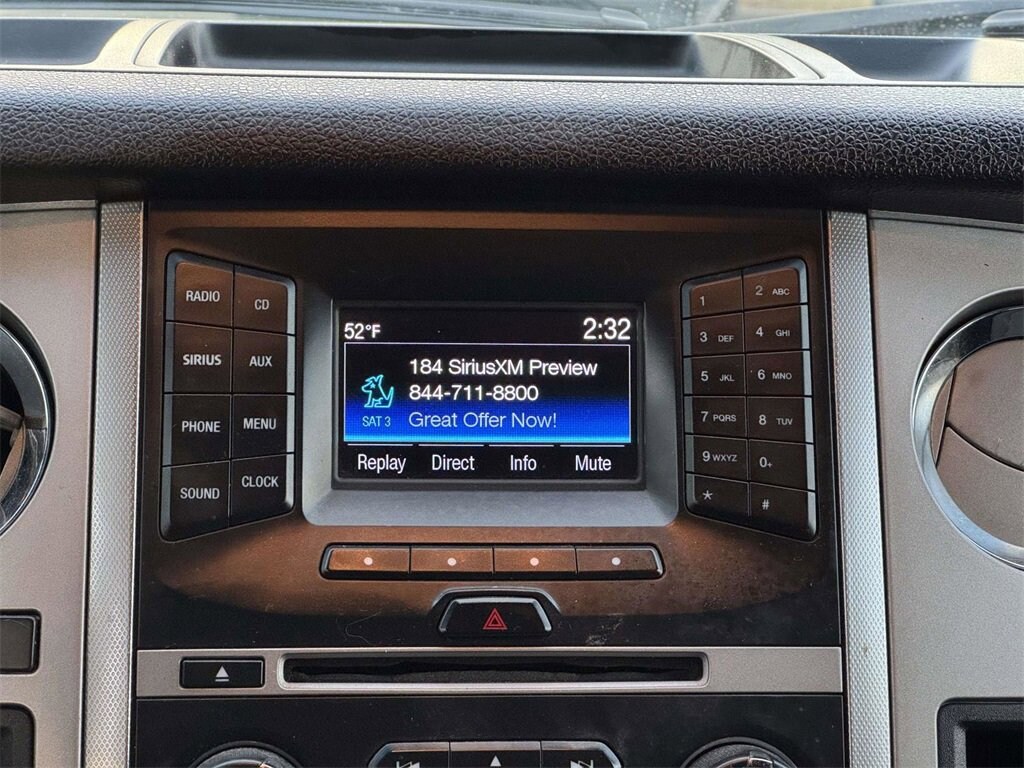 RADIO
CD
SIRIUS
AUX
PHONE
MENU
SOUND
CLOCK
52°F
2:32
184 SiriusXM Preview
844-711-8800
SAT 3
Great Offer Now!
Replay Direct Info Mute
1
2 ABC
3 DEF
4 GHI
5 JKL
6 MNO
7 PQRS
8 TUV
9 WXYZ
0+
*
#